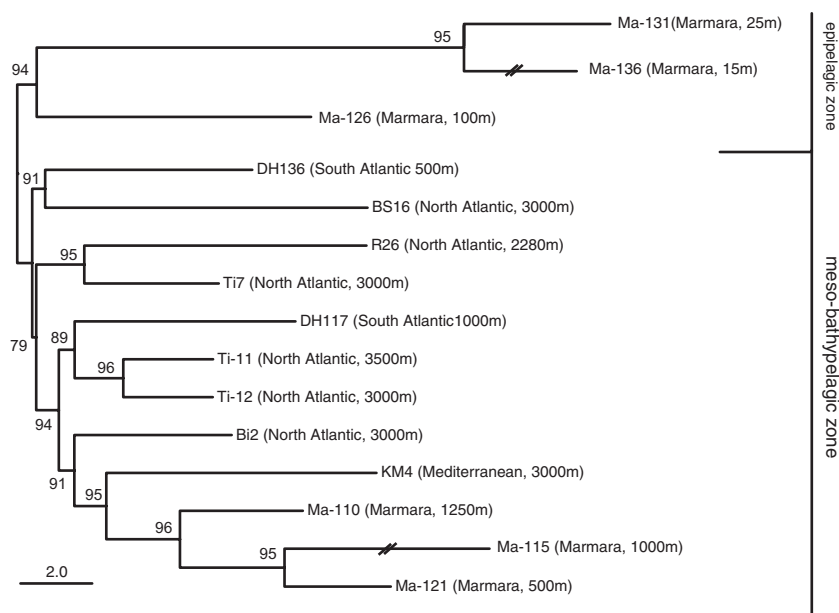 95
Ma-131(Marmara, 25m)
94
Ma-136 (Marmara, 15m)
Ma-126 (Marmara, 100m)
epipelagic zone
91
DH136 (South Atlantic 500m)
BS16 (North Atlantic, 3000m)
95
R26 (North Atlantic, 2280m)
Ti7 (North Atlantic, 3000m)
79
89
DH117 (South Atlantic1000m)
96
Ti-11 (North Atlantic, 3500m)
Ti-12 (North Atlantic, 3000m)
94
Bi2 (North Atlantic, 3000m)
91
95
KM4 (Mediterranean, 3000m)
96
Ma-110 (Marmara, 1250m)
95
Ma-115 (Marmara, 1000m)
Ma-121 (Marmara, 500m)
meso-bathypelagic zone
2.0